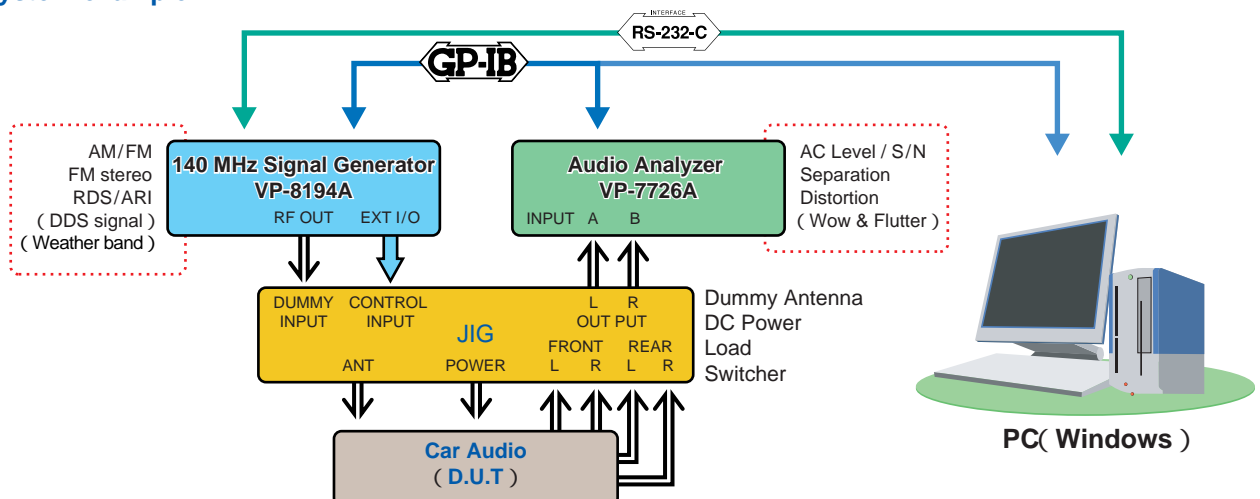 INTERFACE
RS-232-C
GP-IB
AM/FM
FM stereo
RDS/ARI
( DDS signal )
( Weather band )
140 MHz Signal Generator
VP-8194A
RF OUT EXT I/O
Audio Analyzer
VP-7726A
INPUT A B
AC Level / S/N
Separation
Distortion
( Wow & Flutter )
DUMMY
INPUT
CONTROL
INPUT
JIG
L R
OUT PUT
FRONT REAR
L R L R
ANT POWER
Dummy Antenna
DC Power
Load
Switcher
Car Audio
( D.U.T )
PC( Windows )